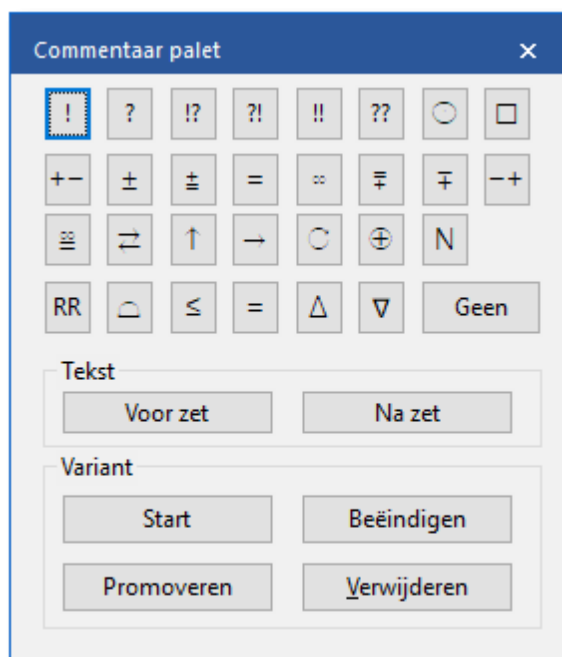 Commentaar palet ×
! ? !? ?! !! ?? ○ □
+− ± ⩲ = ∞ ⩱ ∓ −+
⯹ ⇄ ↑ → ⟳ ⊕ N
RR ⌓ ≤ = ∆ ∇ Geen
Tekst
Voor zet Na zet
Variant
Start Beëindigen
Promoveren Verwijderen